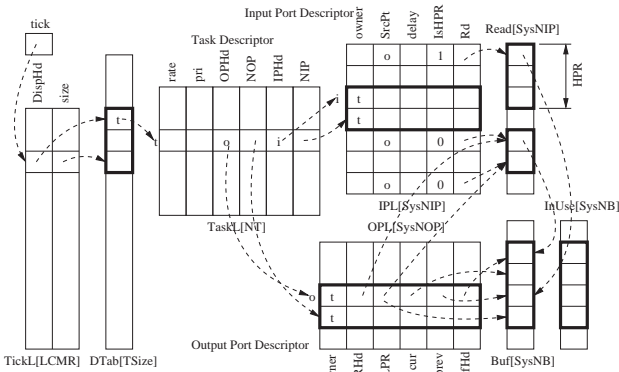 Input Port Descriptor
tick
Task Descriptor
owner
SrcPt
delay
IsHPR
Rd
Read[SysNIP]
rate
pri
OPHd
NOP
IPHd
NIP
DispHd
size
o 1
HPR
i t
t
t
t o i
o 0
o 0
IPL[SysNIP]
InUse[SysNB]
TaskL[NT]
OPL[SysNOP]
o t
t
Output Port Descriptor
cur
prev
TickL[LCMR]
DTab[TSize]
Buf[SysNB]